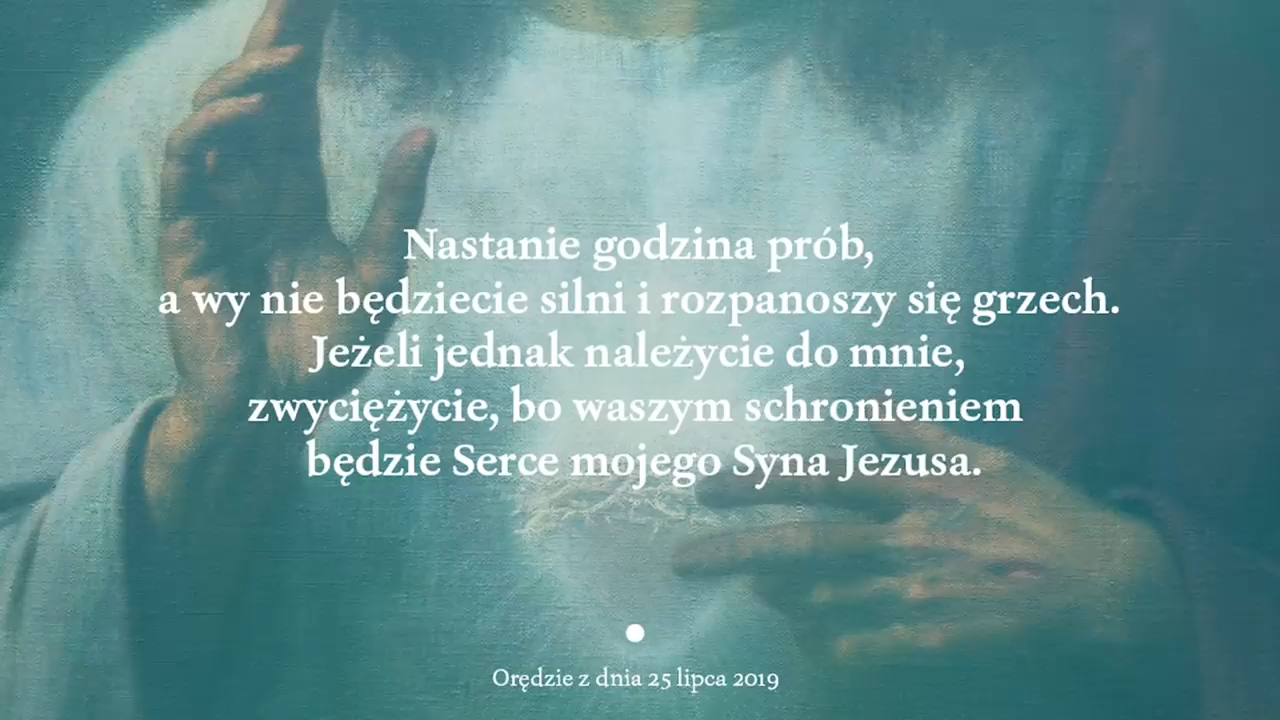 Nastanie godzina prób,
a wy nie będziecie silni i rozpanoszy się grzech.
Jeżeli jednak należycie do mnie,
zwyciężycie, bo waszym schronieniem
będzie Serce mojego Syna Jezusa.
Orędzie z dnia 25 lipca 2019